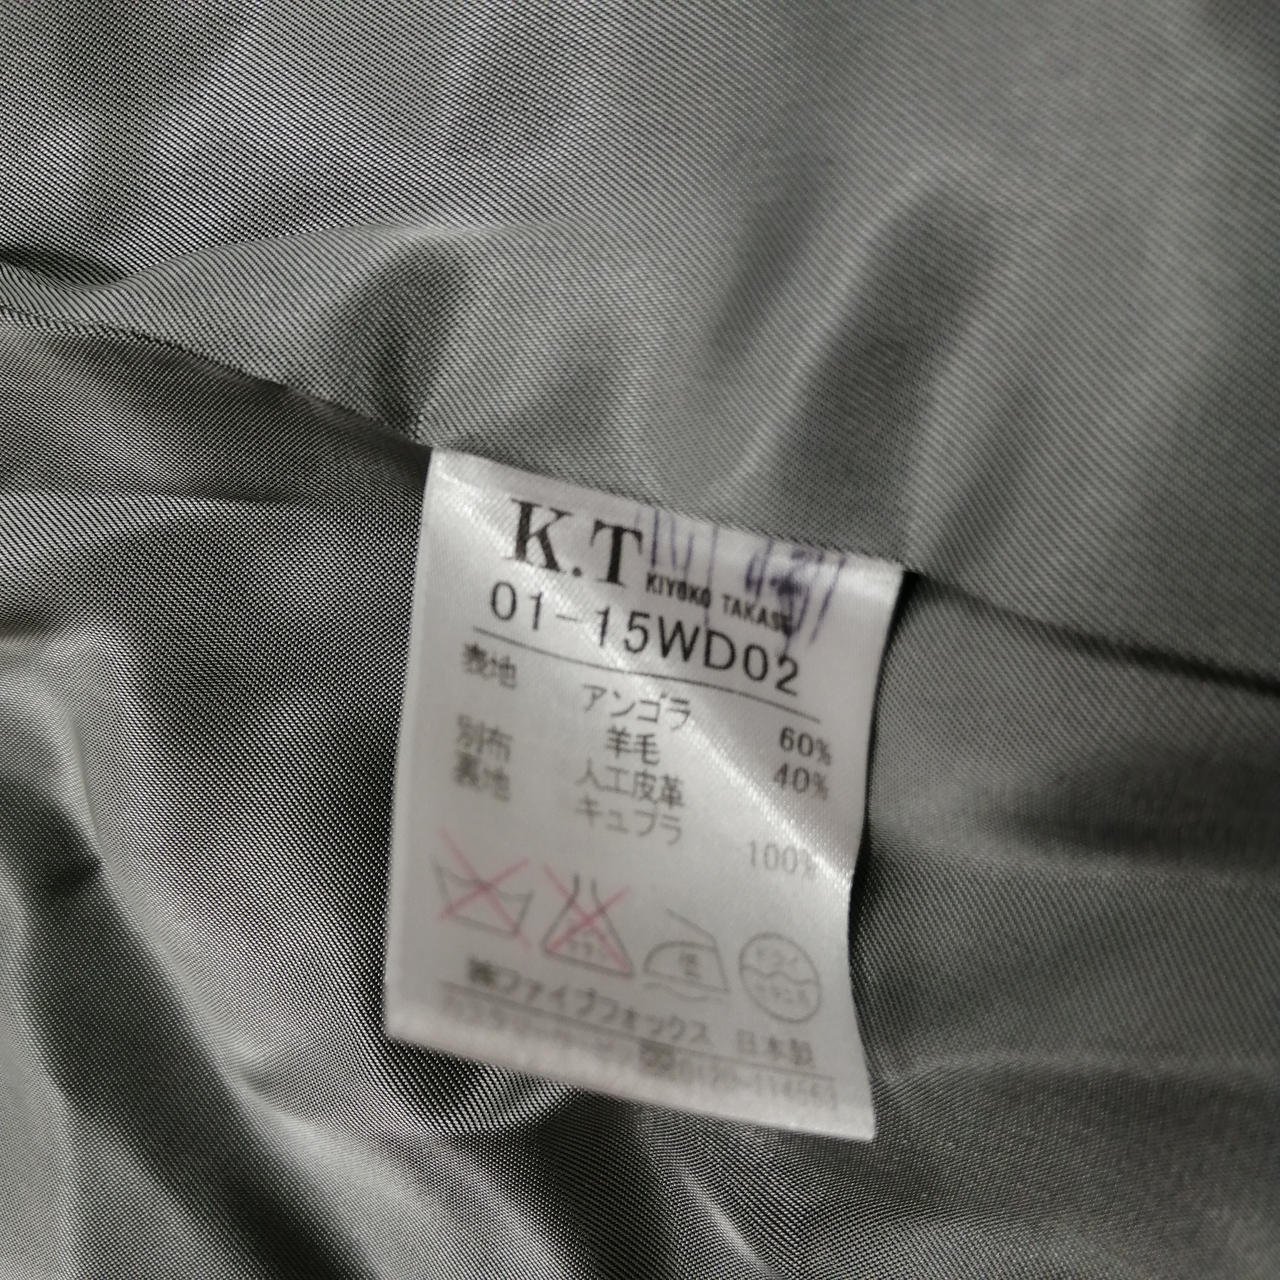 K.T
KIYOKO TAKASE
01-15WD02
表地 アンゴラ 60%
羊毛 40%
別布 人工皮革
裏地 キュプラ 100%
㈱ファイブフォックス 日本製